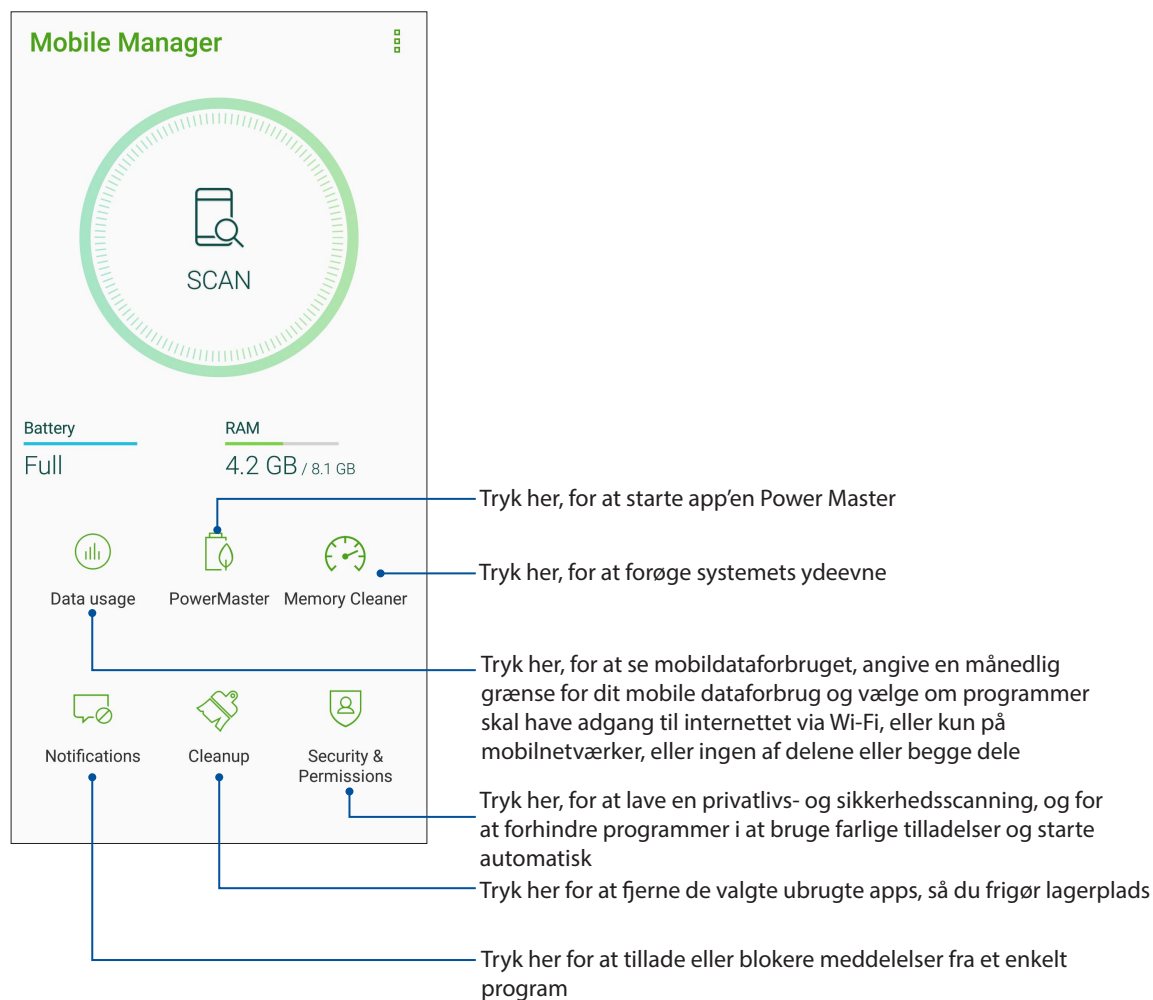 Mobile Manager
SCAN
Battery
Full
RAM
4.2 GB / 8.1 GB
Tryk her, for at starte app’en Power Master
Tryk her, for at forøge systemets ydeevne
Data usage
PowerMaster
Memory Cleaner
Tryk her, for at se mobildataforbruget, angive en månedlig
grænse for dit mobile dataforbrug og vælge om programmer
skal have adgang til internettet via Wi-Fi, eller kun på
mobilnetværker, eller ingen af delene eller begge dele
Notifications
Cleanup
Security &
Permissions
Tryk her, for at lave en privatlivs- og sikkerhedsscanning, og for
at forhindre programmer i at bruge farlige tilladelser og starte
automatisk
Tryk her for at fjerne de valgte ubrugte apps, så du frigør lagerplads
Tryk her for at tillade eller blokere meddelelser fra et enkelt
program